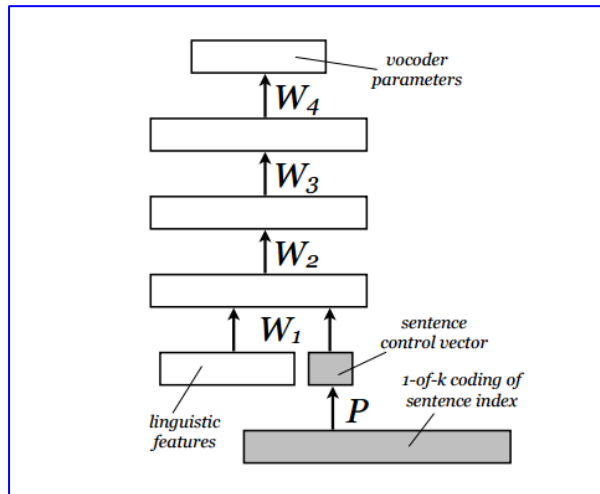 vocoder
parameters
W4
W3
W2
W1
sentence
control vector
linguistic
features
P
1-of-k coding of
sentence index